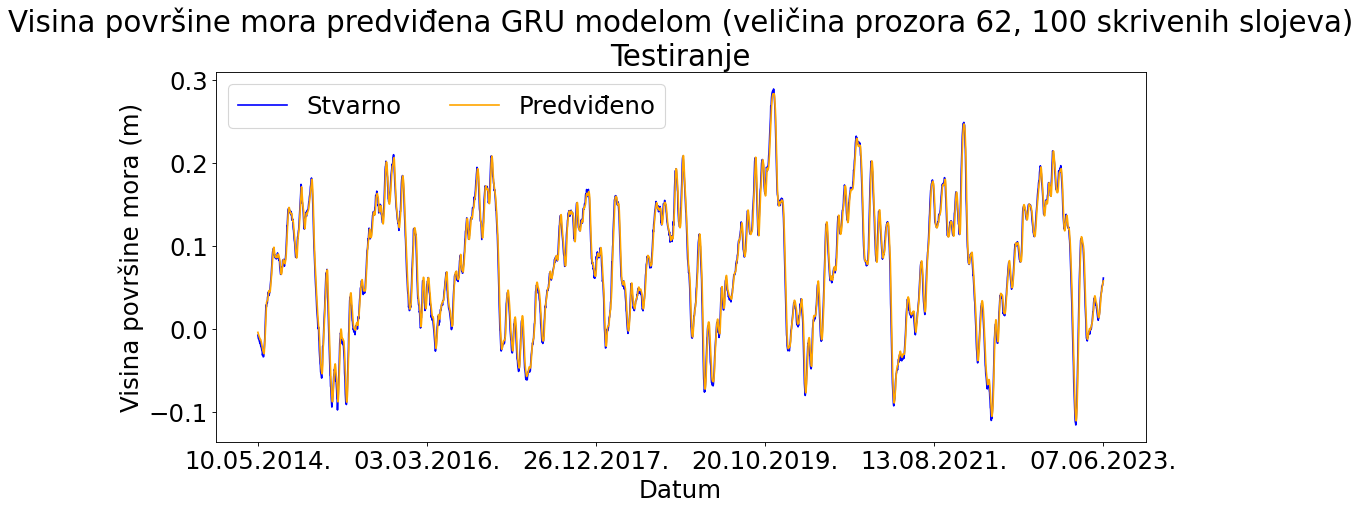 Visina površine mora predviđena GRU modelom (veličina prozora 62, 100 skrivenih slojeva)
Testiranje
Stvarno
Predviđeno
Visina površine mora (m)
0.3
0.2
0.1
0.0
−0.1
10.05.2014.
03.03.2016.
26.12.2017.
20.10.2019.
13.08.2021.
07.06.2023.
Datum